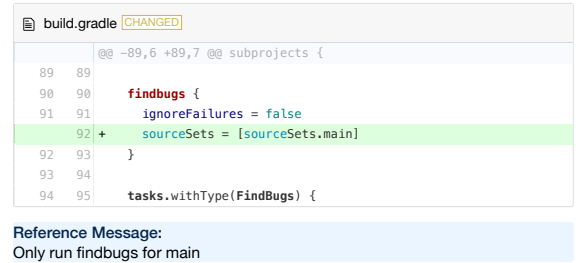 build.gradle CHANGED
@@ -89,6 +89,7 @@ subprojects {
89 89
90 90 findbugs {
91 91 ignoreFailures = false
92 + sourceSets = [sourceSets.main]
92 93 }
93 94
94 95 tasks.withType(FindBugs) {
Reference Message:
Only run findbugs for main